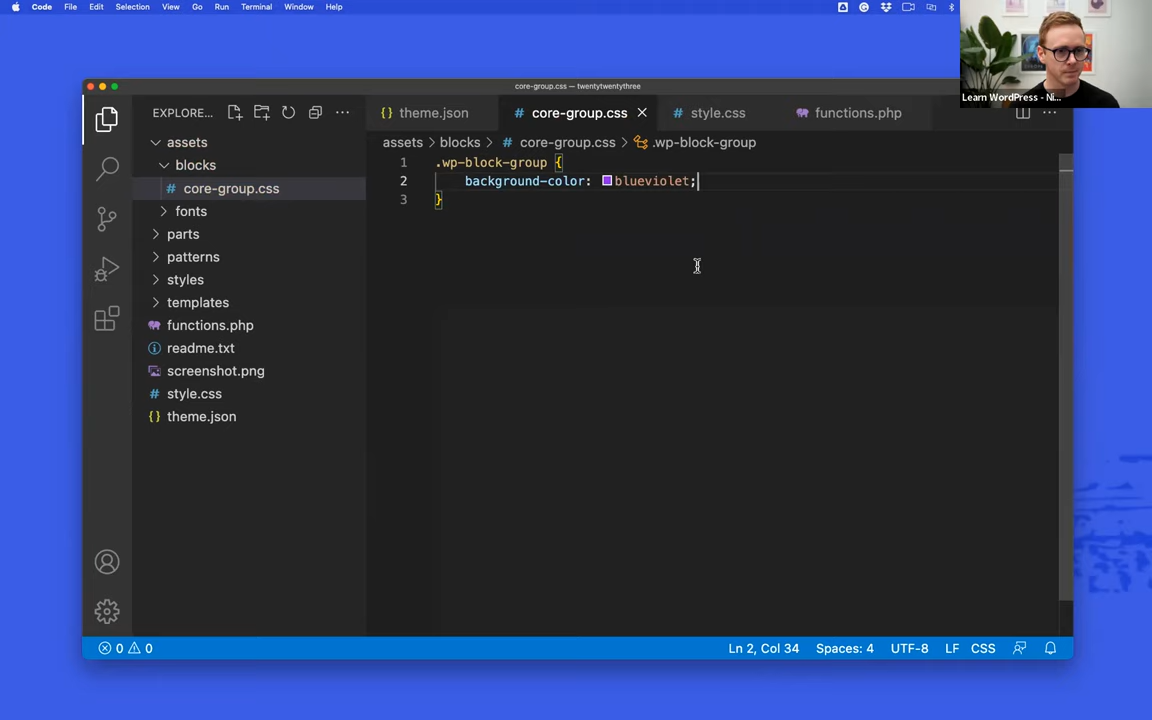 Code File Edit Selection View Go Run Terminal Window Help
Learn WordPress - Ni...
core-group.css — twentytwentythree
EXPLORE...
theme.json
core-group.css
style.css
functions.php
assets > blocks > # core-group.css > .wp-block-group
1 .wp-block-group {
2 background-color: blueviolet;
3 }
assets
blocks
# core-group.css
fonts
parts
patterns
styles
templates
functions.php
readme.txt
screenshot.png
# style.css
{} theme.json
0 0
Ln 2, Col 34 Spaces: 4 UTF-8 LF CSS